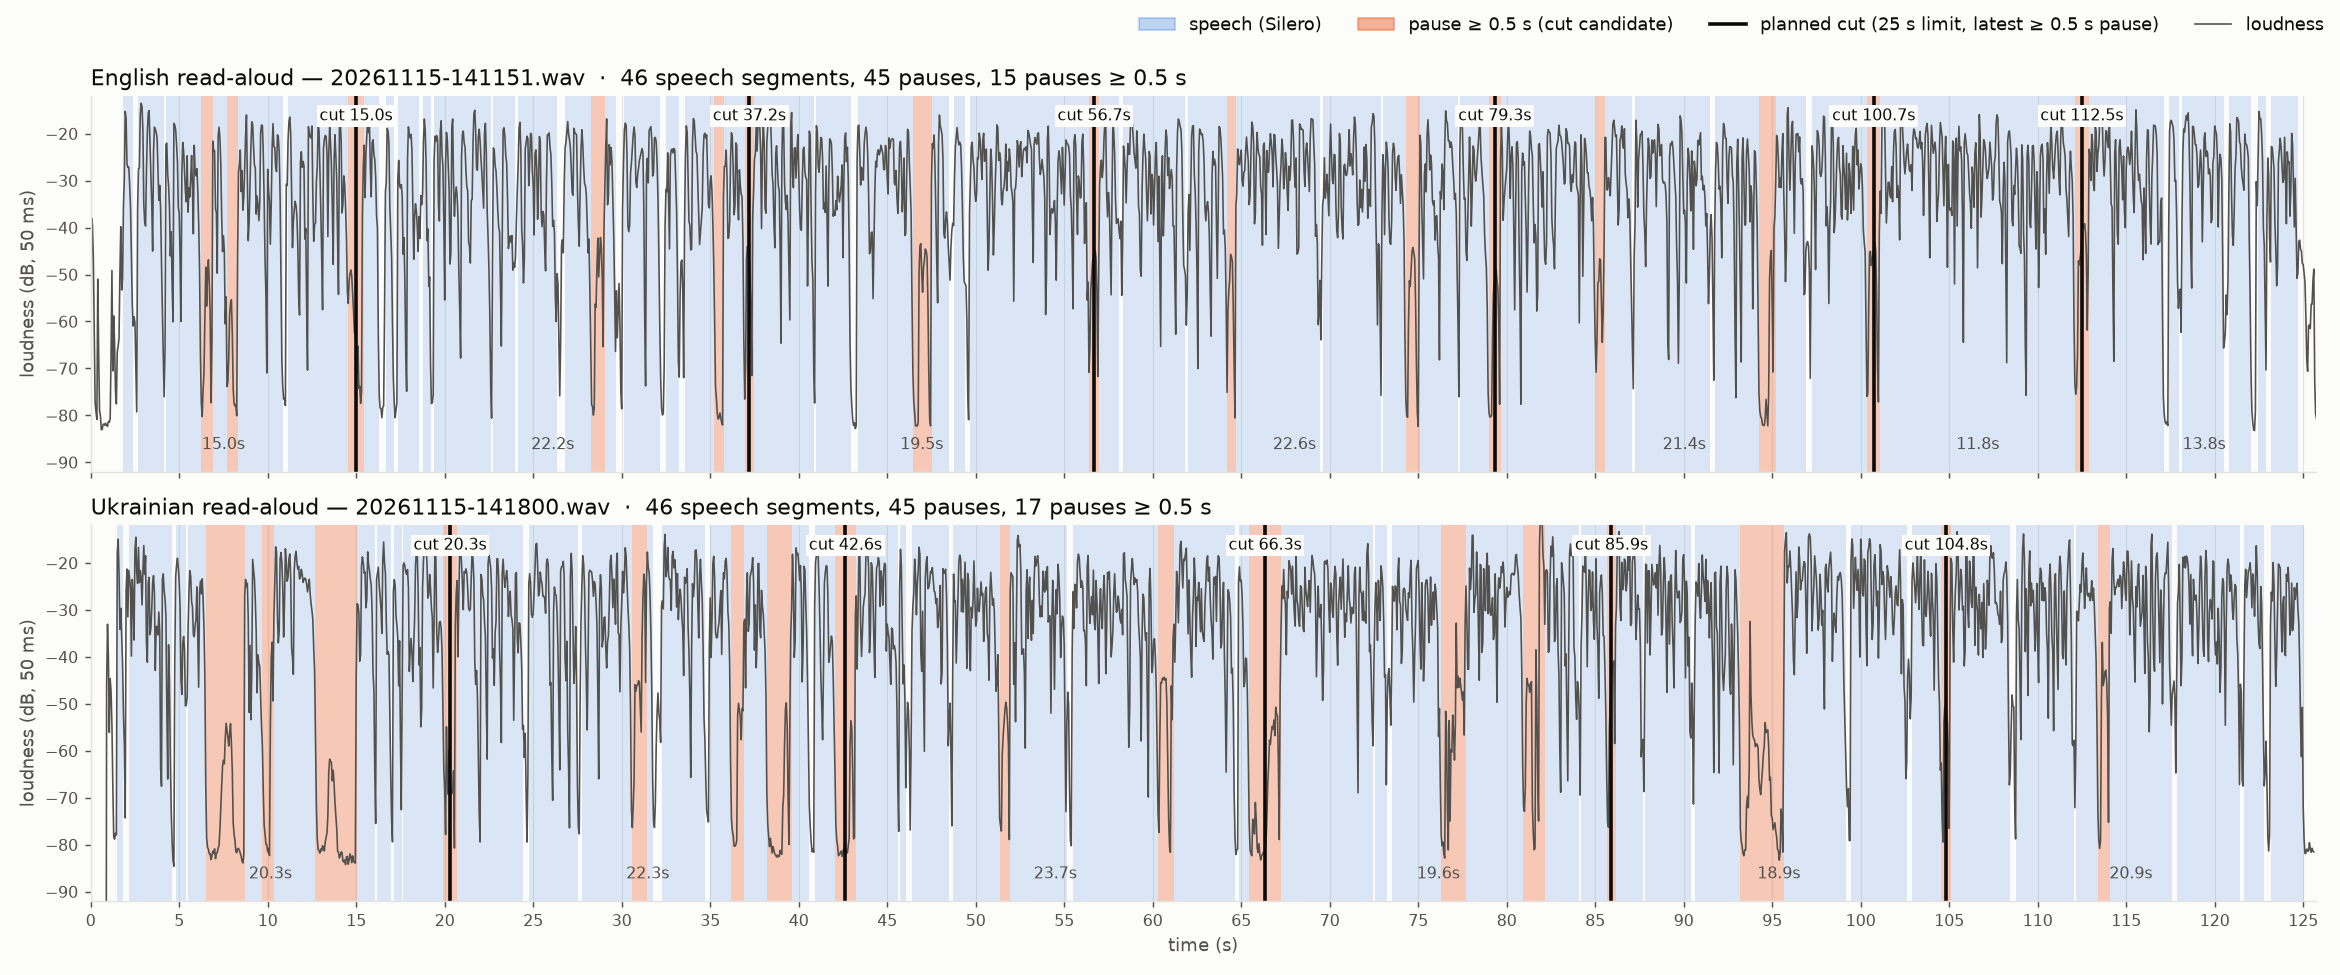 speech (Silero)
pause ≥ 0.5 s (cut candidate)
planned cut (25 s limit, latest ≥ 0.5 s pause)
loudness
English read-aloud — 20261115-141151.wav · 46 speech segments, 45 pauses, 15 pauses ≥ 0.5 s
cut 15.0s
cut 37.2s
cut 56.7s
cut 79.3s
cut 100.7s
cut 112.5s
loudness (dB, 50 ms)
−20
−30
−40
−50
−60
−70
−80
−90
15.0s
22.2s
19.5s
22.6s
21.4s
11.8s
13.8s
Ukrainian read-aloud — 20261115-141800.wav · 46 speech segments, 45 pauses, 17 pauses ≥ 0.5 s
cut 20.3s
cut 42.6s
cut 66.3s
cut 85.9s
cut 104.8s
loudness (dB, 50 ms)
−20
−30
−40
−50
−60
−70
−80
−90
20.3s
22.3s
23.7s
19.6s
18.9s
20.9s
0 5 10 15 20 25 30 35 40 45 50 55 60 65 70 75 80 85 90 95 100 105 110 115 120 125
time (s)